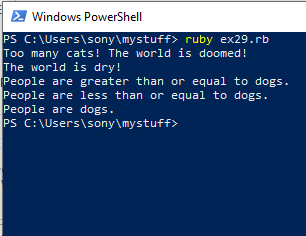 Windows PowerShell
PS C:\Users\sony\mystuff> ruby ex29.rb
Too many cats! The world is doomed!
The world is dry!
People are greater than or equal to dogs.
People are less than or equal to dogs.
People are dogs.
PS C:\Users\sony\mystuff>